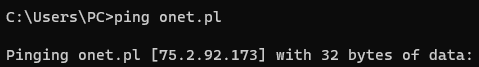 C:\Users\PC>ping onet.pl
Pinging onet.pl [75.2.92.173] with 32 bytes of data: